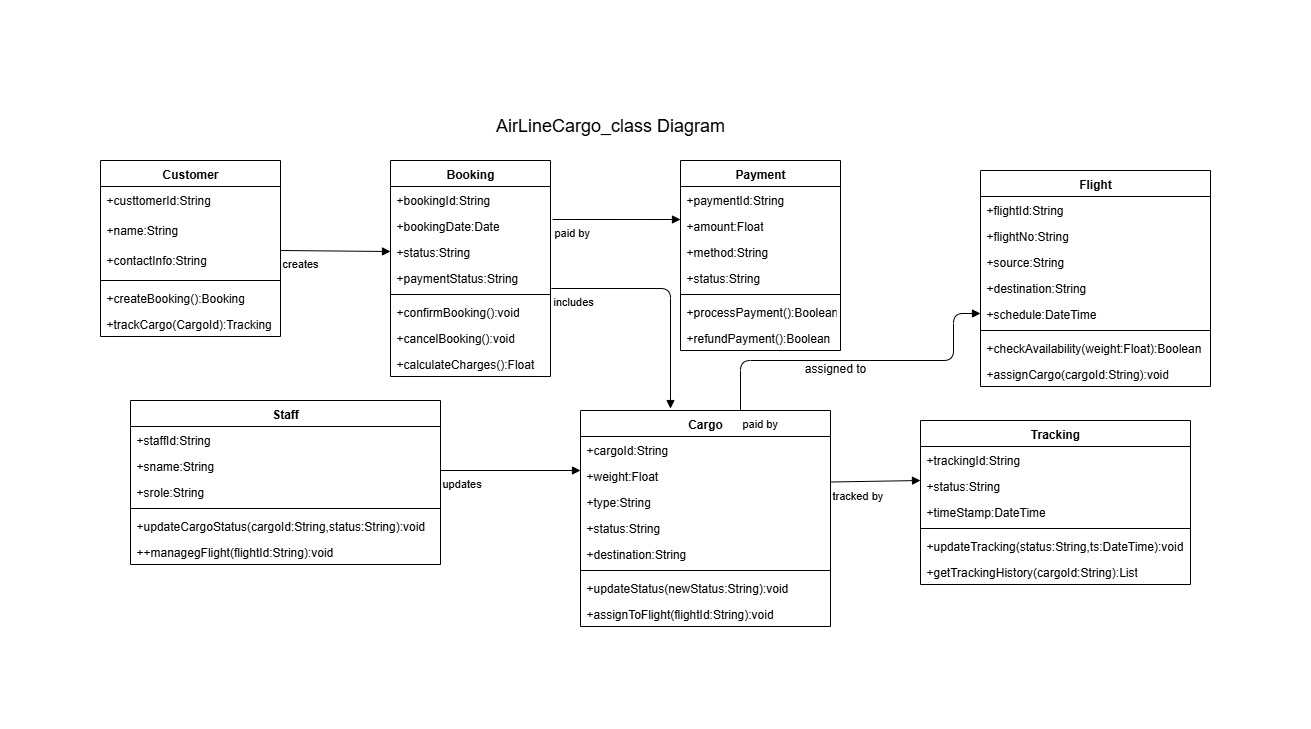 AirLineCargo_class Diagram
Customer
+custtomerId:String
+name:String
+contactInfo:String
+createBooking():Booking
+trackCargo(CargoId):Tracking
creates
Booking
+bookingId:String
+bookingDate:Date
+status:String
+paymentStatus:String
+confirmBooking():void
+cancelBooking():void
+calculateCharges():Float
paid by
includes
Payment
+paymentId:String
+amount:Float
+method:String
+status:String
+processPayment():Boolean
+refundPayment():Boolean
Flight
+flightId:String
+flightNo:String
+source:String
+destination:String
+schedule:DateTime
+checkAvailability(weight:Float):Boolean
+assignCargo(cargoId:String):void
assigned to
Staff
+staffId:String
+sname:String
+srole:String
+updateCargoStatus(cargoId:String,status:String):void
++managegFlight(flightId:String):void
updates
Cargo
paid by
+cargoId:String
+weight:Float
+type:String
+status:String
+destination:String
+updateStatus(newStatus:String):void
+assignToFlight(flightId:String):void
tracked by
Tracking
+trackingId:String
+status:String
+timeStamp:DateTime
+updateTracking(status:String,ts:DateTime):void
+getTrackingHistory(cargoId:String):List